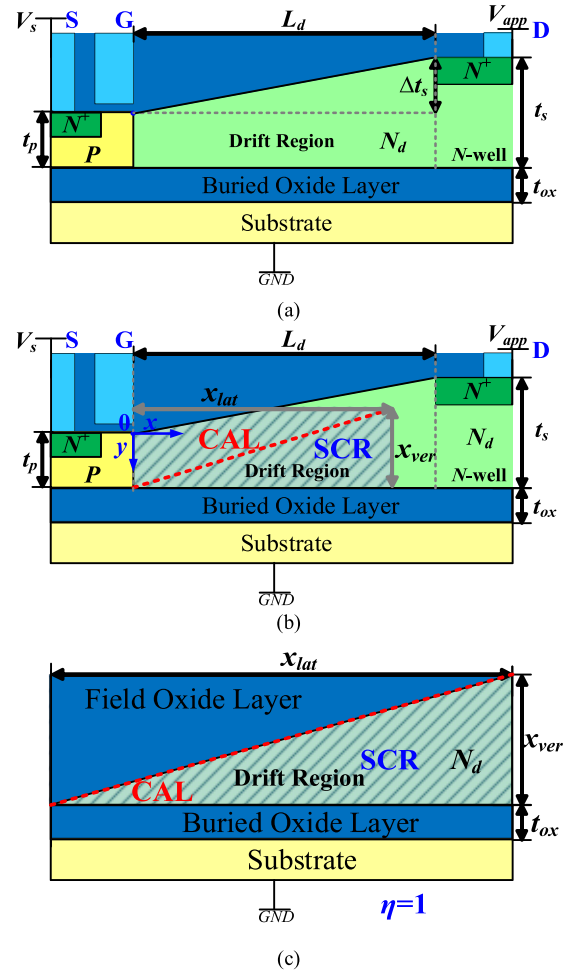 Vs S G Ld Vapp D
N+ Δts ts
tp N+ Drift Region Nd
P N-well
Buried Oxide Layer tox
Substrate
GND
(a)
Vs S G Ld Vapp D
xlat N+
0 x ts
tp N+ y CAL SCR xver Nd
P Drift Region N-well
Buried Oxide Layer tox
Substrate
GND
(b)
xlat
Field Oxide Layer
SCR Nd xver
CAL Drift Region
Buried Oxide Layer tox
Substrate
GND η=1
(c)